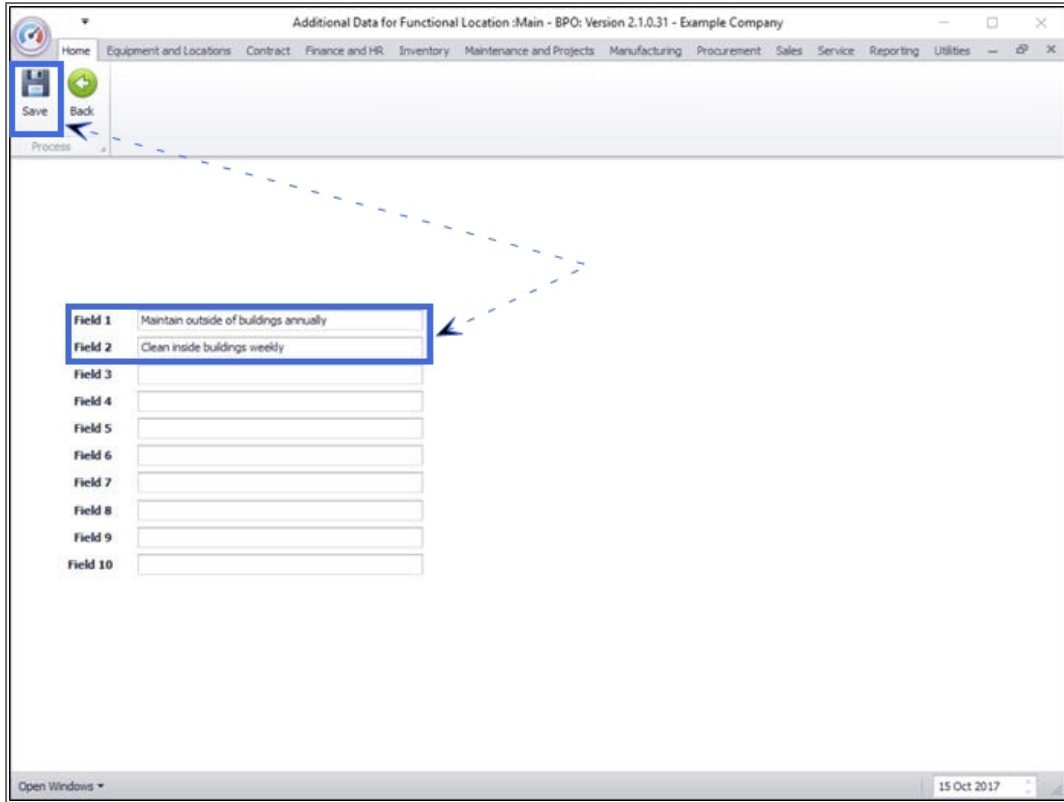 Additional Data for Functional Location :Main - BPO: Version 2.1.0.31 - Example Company
Home Equipment and Locations Contract Finance and HR Inventory Maintenance and Projects Manufacturing Procurement Sales Service Reporting Utilities
Save Back
Process
Field 1 Maintain outside of buildings annually
Field 2 Clean inside buildings weekly
Field 3
Field 4
Field 5
Field 6
Field 7
Field 8
Field 9
Field 10
Open Windows 15 Oct 2017